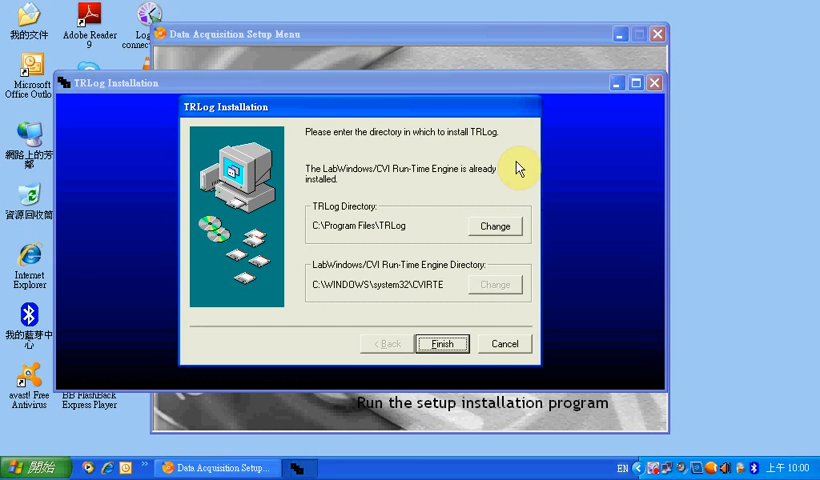 我的文件
Adobe Reader
9
Log
connec
Microsoft
Office Outlo
網路上的芳
鄰
資源回收筒
Internet
Explorer
我的藍芽中
心
avast! Free
Antivirus
BB FlashBack
Express Player
Data Acquisition Setup Menu
TRLog Installation
TRLog Installation
Please enter the directory in which to install TRLog.
The LabWindows/CVI Run-Time Engine is already
installed.
TRLog Directory:
C:\Program Files\TRLog
Change
LabWindows/CVI Run-Time Engine Directory:
C:\WINDOWS\system32\CVIRTE
Change
< Back
Finish
Cancel
Run the setup installation program
開始
Data Acquisition Setup...
EN
上午 10:00